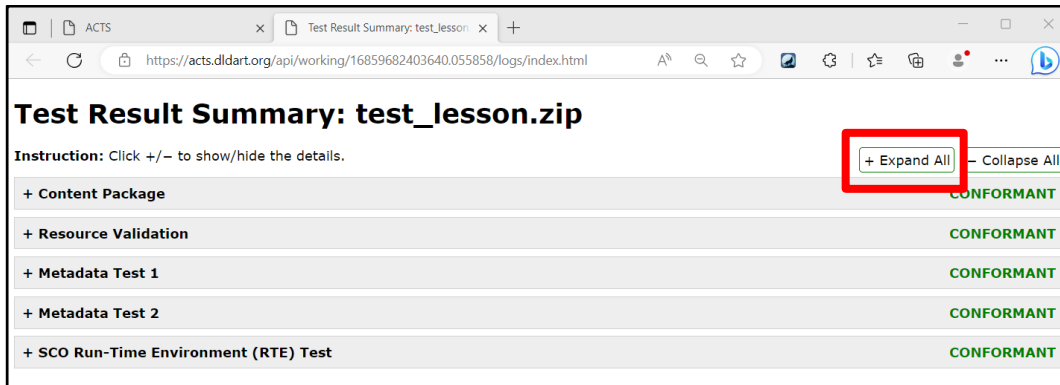 ACTS
Test Result Summary: test_lesson
https://acts.dldart.org/api/working/16859682403640.055858/logs/index.html
Test Result Summary: test_lesson.zip
Instruction: Click +/− to show/hide the details.
+ Expand All
− Collapse All
+ Content Package CONFORMANT
+ Resource Validation CONFORMANT
+ Metadata Test 1 CONFORMANT
+ Metadata Test 2 CONFORMANT
+ SCO Run-Time Environment (RTE) Test CONFORMANT